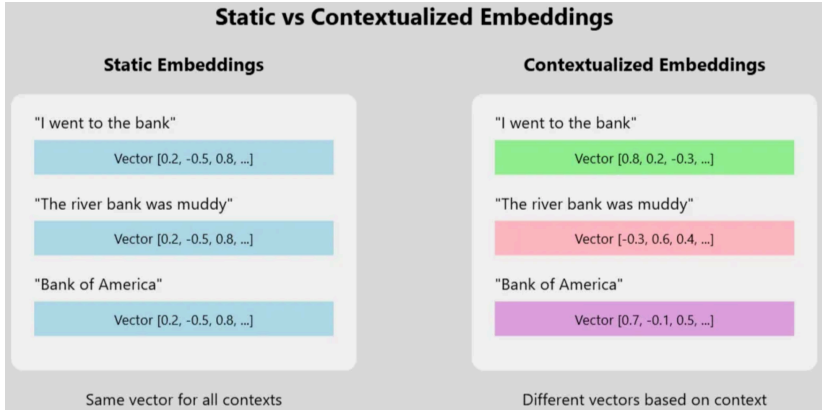 Static vs Contextualized Embeddings
Static Embeddings
"I went to the bank"
Vector [0.2, -0.5, 0.8, ...]
"The river bank was muddy"
Vector [0.2, -0.5, 0.8, ...]
"Bank of America"
Vector [0.2, -0.5, 0.8, ...]
Same vector for all contexts
Contextualized Embeddings
"I went to the bank"
Vector [0.8, 0.2, -0.3, ...]
"The river bank was muddy"
Vector [-0.3, 0.6, 0.4, ...]
"Bank of America"
Vector [0.7, -0.1, 0.5, ...]
Different vectors based on context